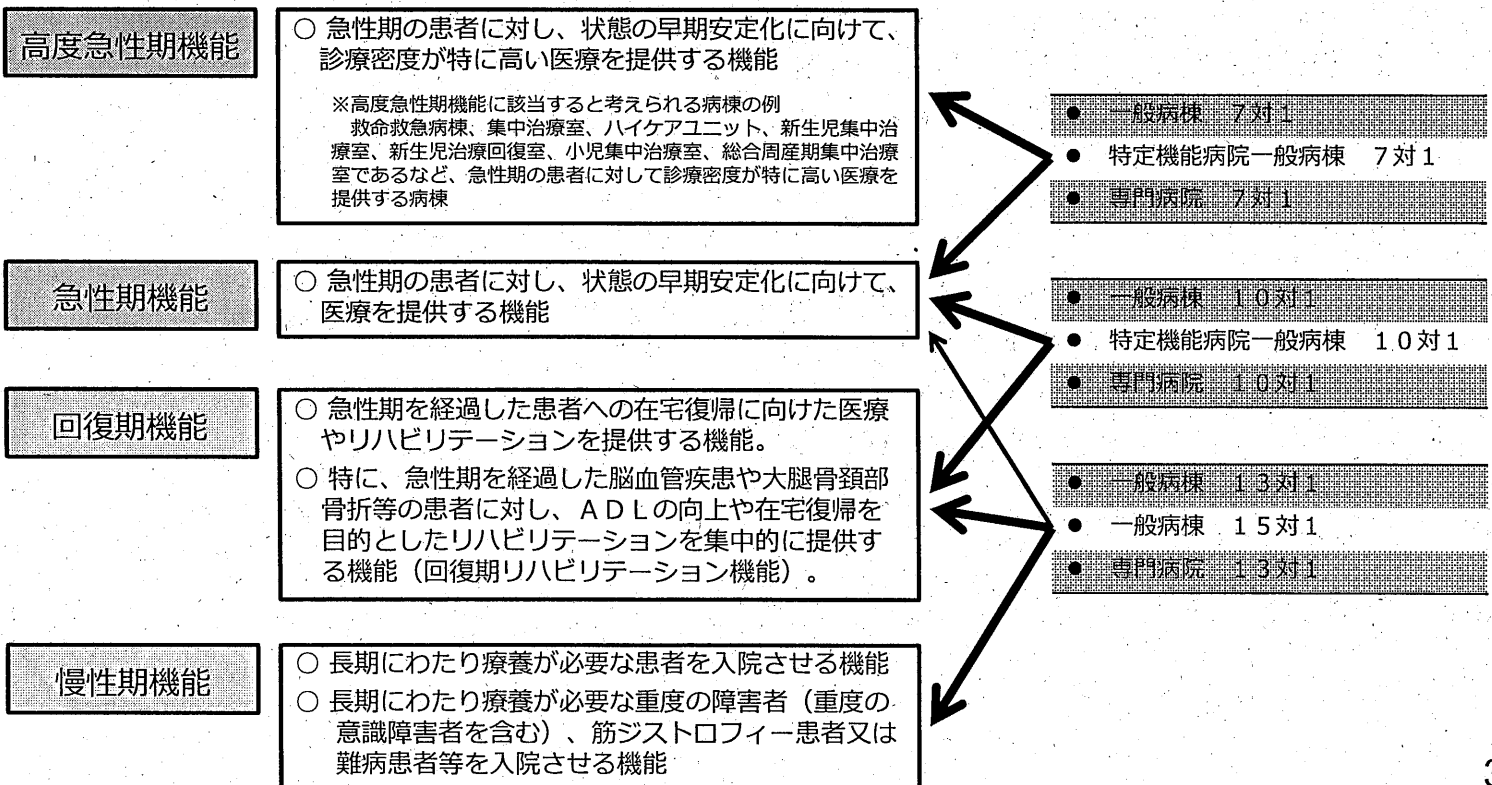 高度急性期機能
○ 急性期の患者に対し、状態の早期安定化に向けて、
診療密度が特に高い医療を提供する機能
※高度急性期機能に該当すると考えられる病棟の例
救命救急病棟、集中治療室、ハイケアユニット、新生児集中治
療室、新生児治療回復室、小児集中治療室、総合周産期集中治療
室であるなど、急性期の患者に対して診療密度が特に高い医療を
提供する病棟
急性期機能
○ 急性期の患者に対し、状態の早期安定化に向けて、
医療を提供する機能
回復期機能
○ 急性期を経過した患者への在宅復帰に向けた医療
やリハビリテーションを提供する機能。
○ 特に、急性期を経過した脳血管疾患や大腿骨頚部
骨折等の患者に対し、ADLの向上や在宅復帰を
目的としたリハビリテーションを集中的に提供す
る機能（回復期リハビリテーション機能）。
慢性期機能
○ 長期にわたり療養が必要な患者を入院させる機能
○ 長期にわたり療養が必要な重度の障害者（重度の
意識障害者を含む）、筋ジストロフィー患者又は
難病患者等を入院させる機能
● 一般病棟 7対1
● 特定機能病院一般病棟 7対1
● 専門病院 7対1
● 一般病棟 10対1
● 特定機能病院一般病棟 10対1
● 専門病院 10対1
● 一般病棟 13対1
● 一般病棟 15対1
● 専門病院 13対1
3